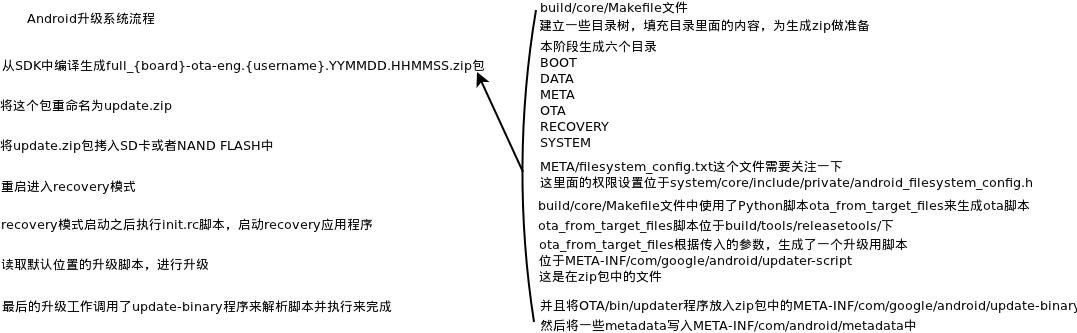 Android升级系统流程
从SDK中编译生成full_{board}-ota-eng.{username}.YYMMDD.HHMMSS.zip包
将这个包重命名为update.zip
将update.zip包拷入SD卡或者NAND FLASH中
重启进入recovery模式
recovery模式启动之后执行init.rc脚本，启动recovery应用程序
读取默认位置的升级脚本，进行升级
最后的升级工作调用了update-binary程序来解析脚本并执行来完成
build/core/Makefile文件
建立一些目录树，填充目录里面的内容，为生成zip做准备
本阶段生成六个目录
BOOT
DATA
META
OTA
RECOVERY
SYSTEM
META/filesystem_config.txt这个文件需要关注一下
这里面的权限设置位于system/core/include/private/android_filesystem_config.h
build/core/Makefile文件中使用了Python脚本ota_from_target_files来生成ota脚本
ota_from_target_files脚本位于build/tools/releasetools/下
ota_from_target_files根据传入的参数，生成了一个升级用脚本
位于META-INF/com/google/android/updater-script
这是在zip包中的文件
并且将OTA/bin/updater程序放入zip包中的META-INF/com/google/android/update-binary
然后将一些metadata写入META-INF/com/android/metadata中